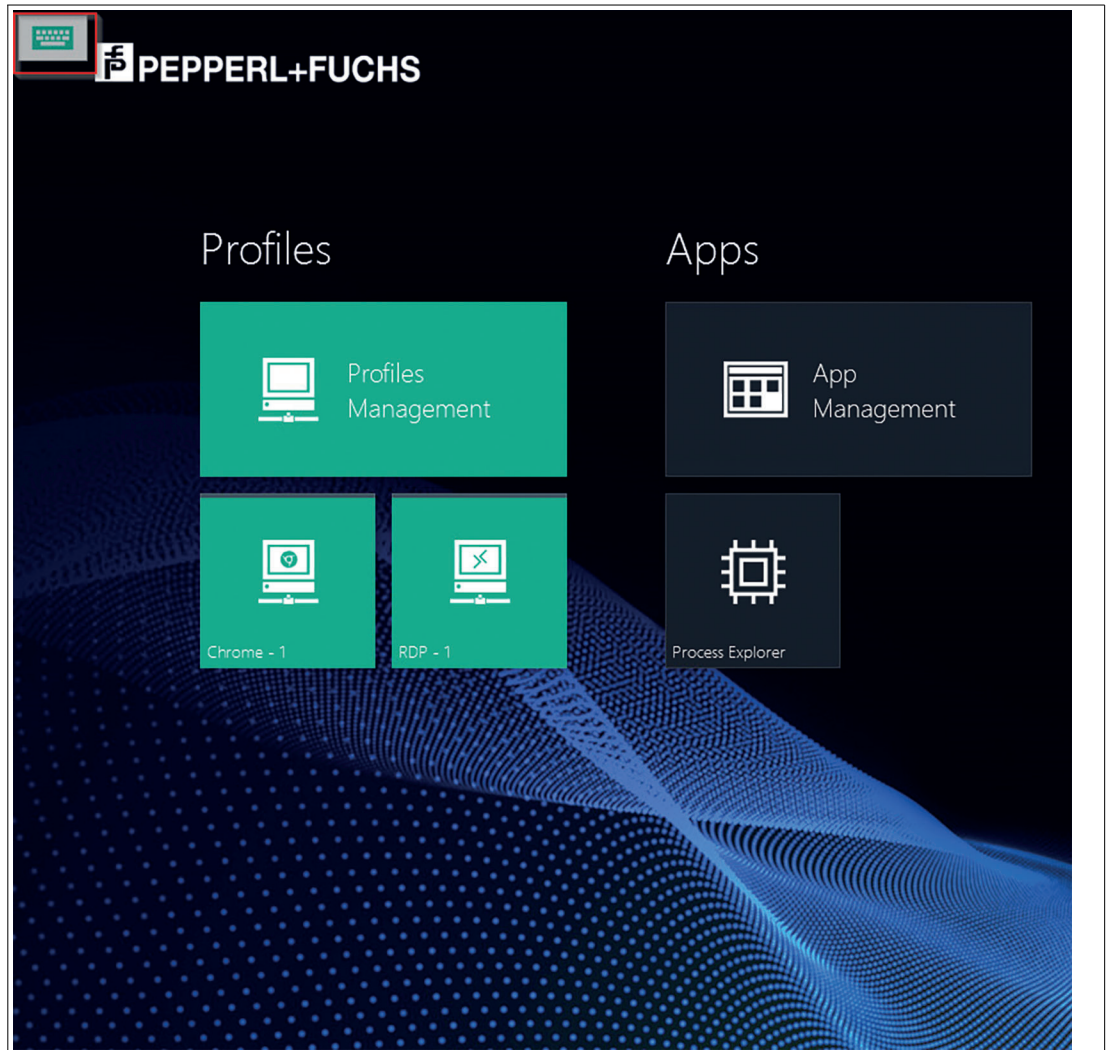 PEPPERL+FUCHS
Profiles
Apps
Profiles
Management
App
Management
Chrome - 1
RDP - 1
Process Explorer